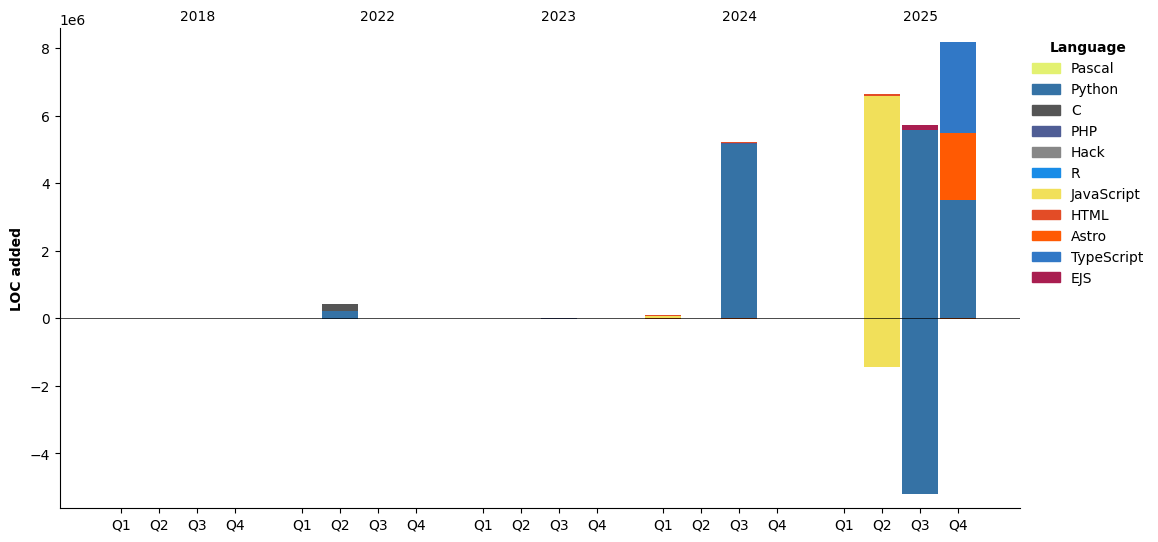 1e6
2018 2022 2023 2024 2025
8
6
4
2
0
−2
−4
LOC added
Q1 Q2 Q3 Q4 Q1 Q2 Q3 Q4 Q1 Q2 Q3 Q4 Q1 Q2 Q3 Q4 Q1 Q2 Q3 Q4
Language
Pascal
Python
C
PHP
Hack
R
JavaScript
HTML
Astro
TypeScript
EJS